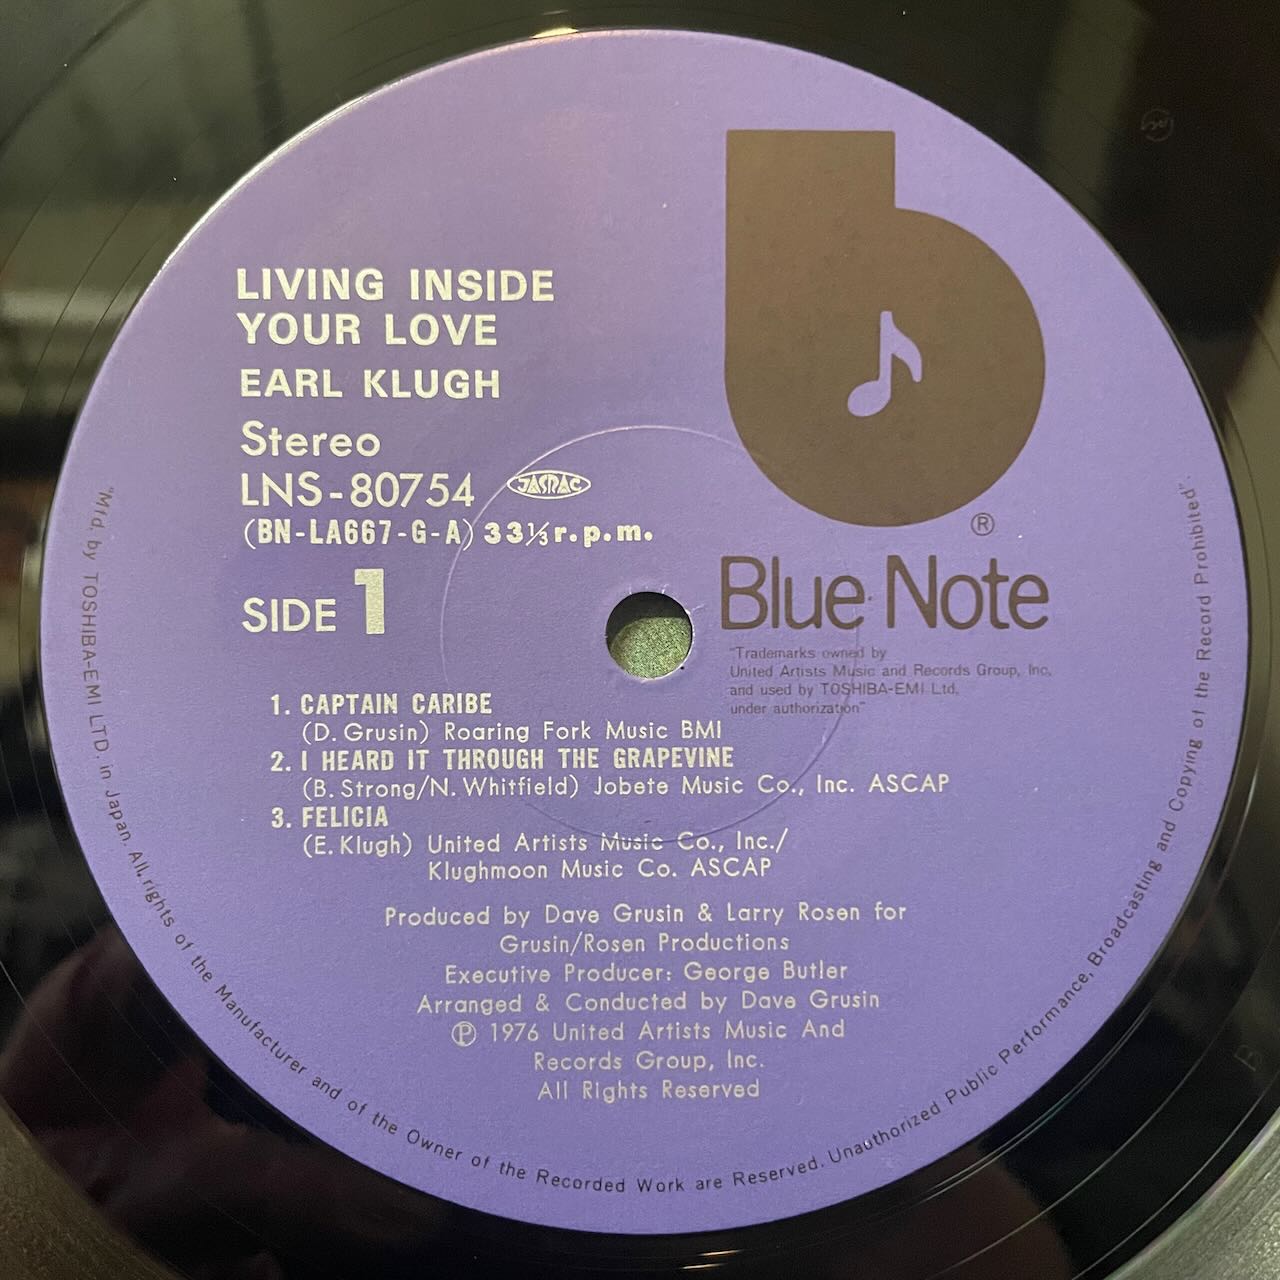 LIVING INSIDE
YOUR LOVE
EARL KLUGH
Stereo
LNS-80754 JASRAC
(BN-LA667-G-A) 33⅓ r.p.m.
SIDE 1
®
Blue Note
"Trademarks owned by
United Artists Music and Records Group, Inc.
and used by TOSHIBA-EMI Ltd.
under authorization"
1. CAPTAIN CARIBE
(D. Grusin) Roaring Fork Music BMI
2. I HEARD IT THROUGH THE GRAPEVINE
(B. Strong/N. Whitfield) Jobete Music Co., Inc. ASCAP
3. FELICIA
(E. Klugh) United Artists Music Co., Inc./
Klughmoon Music Co. ASCAP
Produced by Dave Grusin & Larry Rosen for
Grusin/Rosen Productions
Executive Producer: George Butler
Arranged & Conducted by Dave Grusin
℗ 1976 United Artists Music And
Records Group, Inc.
All Rights Reserved
"Mfd. by TOSHIBA-EMI LTD. in Japan. All rights of the Manufacturer and of the Owner of the Recorded Work are Reserved. Unauthorized Public Performance, Broadcasting and Copying of the Record Prohibited".